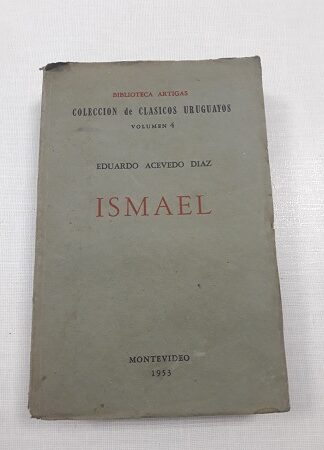 BIBLIOTECA ARTIGAS
COLECCION de CLASICOS URUGUAYOS
VOLUMEN 4
EDUARDO ACEVEDO DIAZ
ISMAEL
MONTEVIDEO
1953